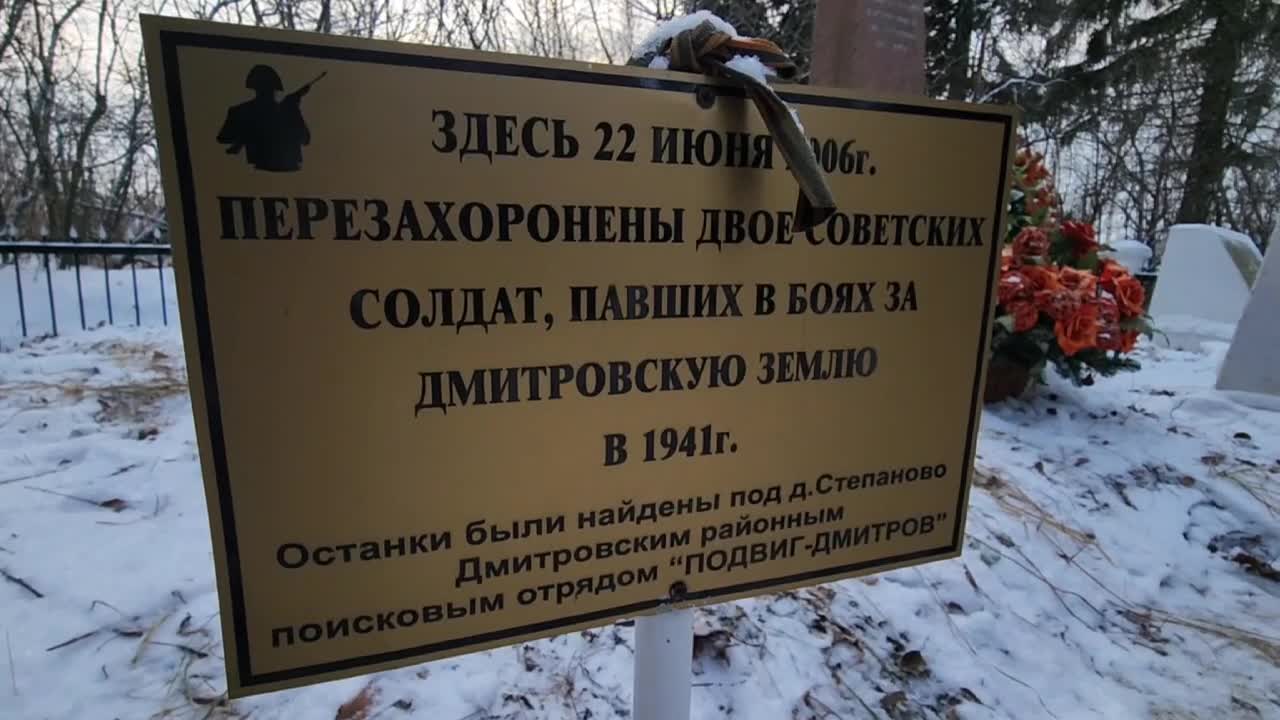 ЗДЕСЬ 22 ИЮНЯ 06г.
ПЕРЕЗАХОРОНЕНЫ ДВОЕ СОВЕТСКИХ
СОЛДАТ, ПАВШИХ В БОЯХ ЗА
ДМИТРОВСКУЮ ЗЕМЛЮ
В 1941г.
Останки были найдены под д.Степаново
Дмитровским районным
поисковым отрядом “ПОДВИГ-ДМИТРОВ”